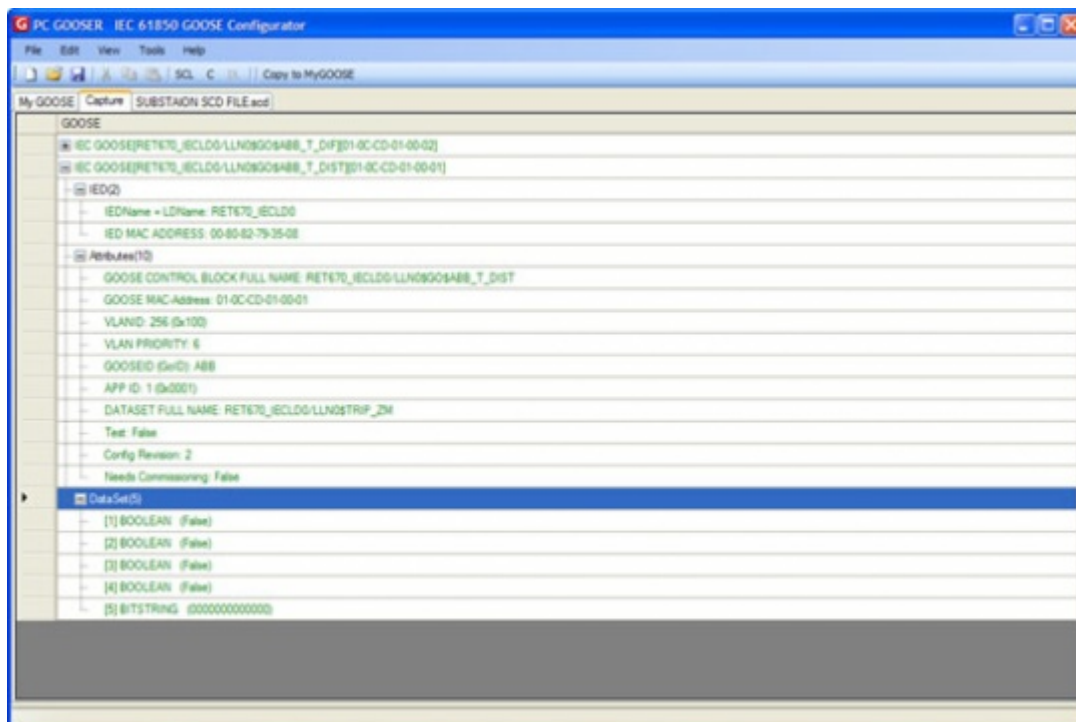 PC GOOSER IEC 61850 GOOSE Configurator
File Edit View Tools Help
SCL C Copy to MyGOOSE
My GOOSE Capture SUBSTAION SCD FILE.scd
GOOSE
IEC GOOSE[RET670_IECLD0/LLN0$GO$ABB_T_DIF][01-0C-CD-01-00-02]
IEC GOOSE[RET670_IECLD0/LLN0$GO$ABB_T_DIST][01-0C-CD-01-00-01]
IED(2)
IEDName + LDName: RET670_IECLD0
IED MAC ADDRESS: 00-80-82-79-35-08
Attributes(10)
GOOSE CONTROL BLOCK FULL NAME: RET670_IECLD0/LLN0$GO$ABB_T_DIST
GOOSE MAC-Address: 01-0C-CD-01-00-01
VLANID: 256 (0x100)
VLAN PRIORITY: 6
GOOSEID (GoID): ABB
APP ID: 1 (0x0001)
DATASET FULL NAME: RET670_IECLD0/LLN0$TRIP_ZM
Test: False
Config Revision: 2
Needs Commissioning: False
DataSet(5)
[1] BOOLEAN (False)
[2] BOOLEAN (False)
[3] BOOLEAN (False)
[4] BOOLEAN (False)
[5] BITSTRING (0000000000000)